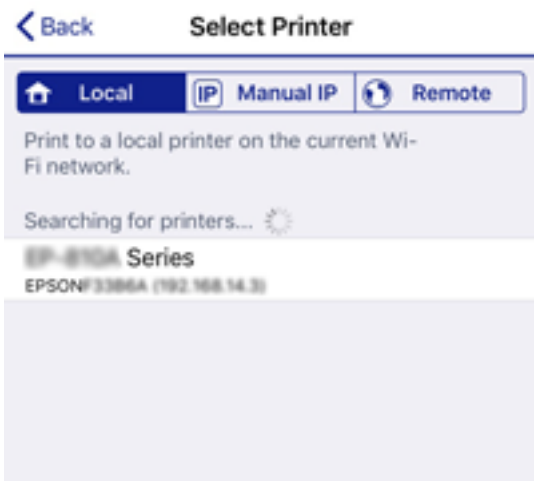 Back
Select Printer
Local
IP Manual IP
Remote
Print to a local printer on the current Wi-
Fi network.
Searching for printers...
Series
EPSON